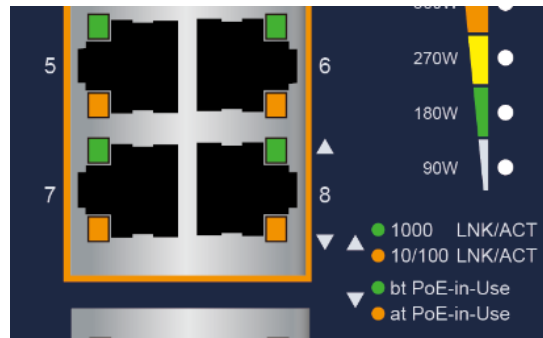 5
6
270W
180W
7
8
90W
1000 LNK/ACT
10/100 LNK/ACT
bt PoE-in-Use
at PoE-in-Use